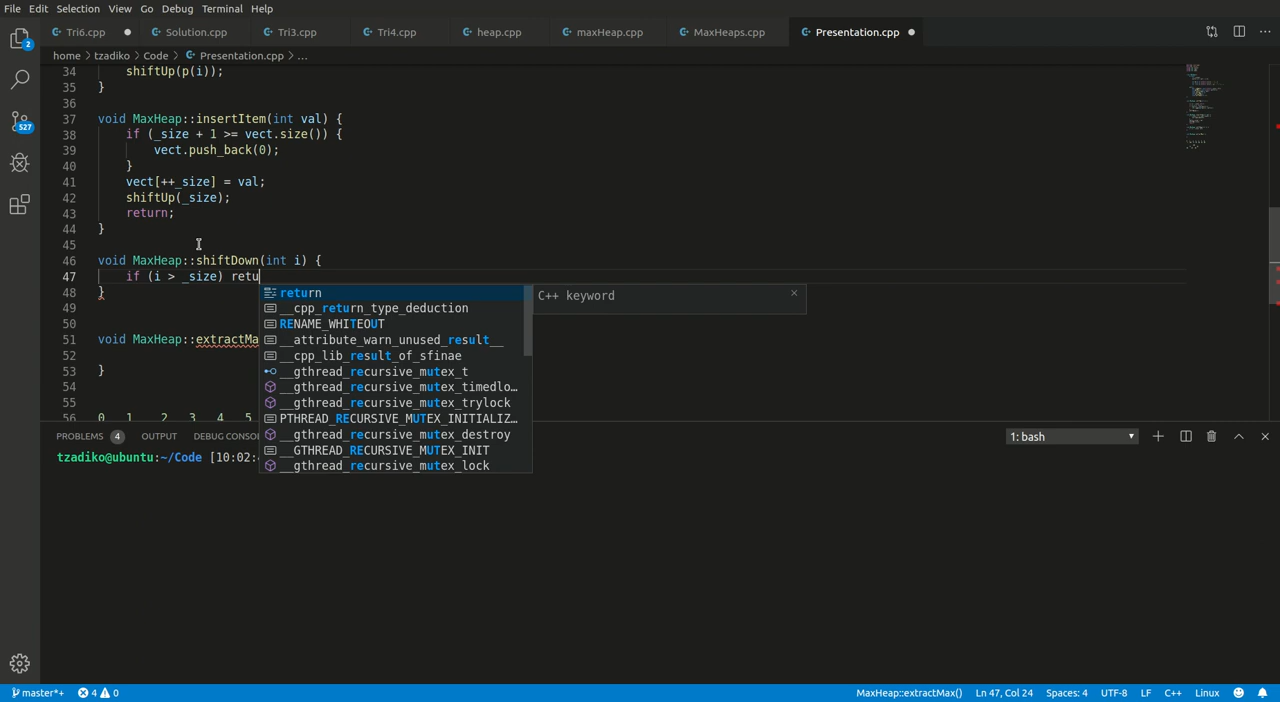 File Edit Selection View Go Debug Terminal Help
Tri6.cpp Solution.cpp Tri3.cpp Tri4.cpp heap.cpp maxHeap.cpp MaxHeaps.cpp Presentation.cpp
home > tzadiko > Code > Presentation.cpp > ...
2
527
34 shiftUp(p(i));
35 }
36
37 void MaxHeap::insertItem(int val) {
38 if (_size + 1 >= vect.size()) {
39 vect.push_back(0);
40 }
41 vect[++_size] = val;
42 shiftUp(_size);
43 return;
44 }
45
46 void MaxHeap::shiftDown(int i) {
47 if (i > _size) retu
48 }
49
50
51 void MaxHeap::extractMa
52
53 }
54
55
56 0 1 2 3 4 5
return
__cpp_return_type_deduction
RENAME_WHITEOUT
__attribute_warn_unused_result__
__cpp_lib_result_of_sfinae
__gthread_recursive_mutex_t
__gthread_recursive_mutex_timedlo…
__gthread_recursive_mutex_trylock
PTHREAD_RECURSIVE_MUTEX_INITIALIZ…
__gthread_recursive_mutex_destroy
__GTHREAD_RECURSIVE_MUTEX_INIT
__gthread_recursive_mutex_lock
C++ keyword
PROBLEMS 4 OUTPUT DEBUG CONSO 1: bash
tzadiko@ubuntu:~/Code [10:02:
master*+ 4 0 MaxHeap::extractMax() Ln 47, Col 24 Spaces: 4 UTF-8 LF C++ Linux